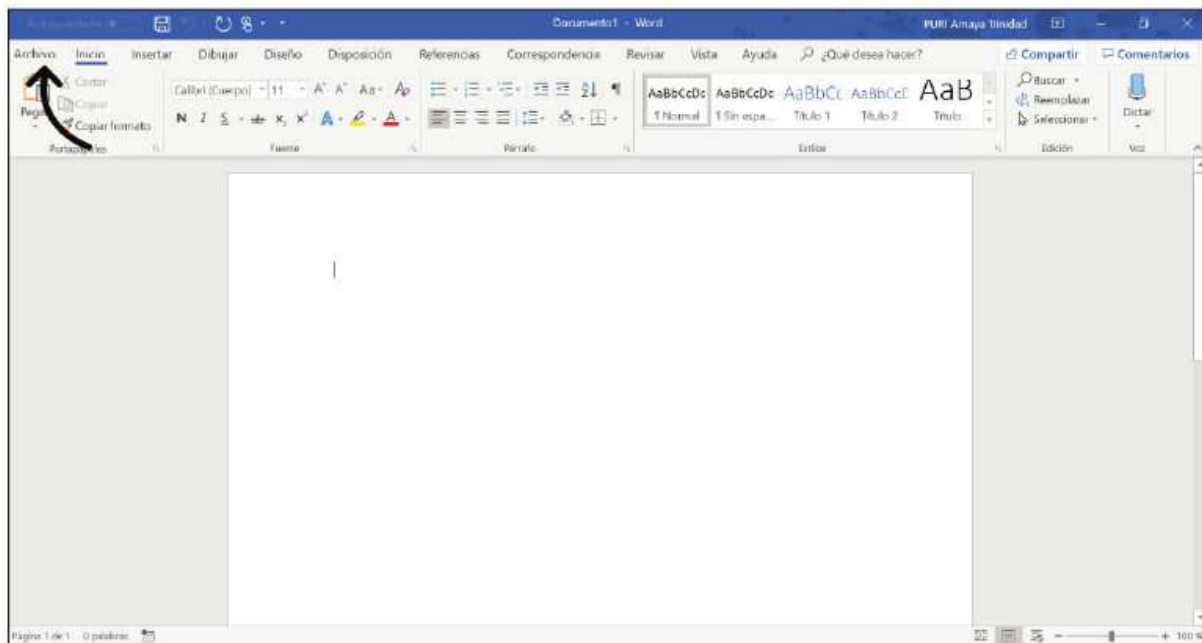 Documento1 - Word
PURI Amaya Trinidad
Archivo Inicio Insertar Dibujar Diseño Disposición Referencias Correspondencia Revisar Vista Ayuda ¿Qué desea hacer? Compartir Comentarios
Cortar
Copiar
Pegar
Copiar formato
Portapapeles
Calibri (Cuerpo) 11 A A Aa A
N I S ab x x A A
Fuente
Párrafo
AaBbCcDc AaBbCcDc AaBbCc AaBbCcC AaB
¶ Normal ¶ Sin espa... Título 1 Título 2 Título
Estilos
Buscar
Reemplazar
Seleccionar
Edición
Dictar
Voz
Página 1 de 1 0 palabras